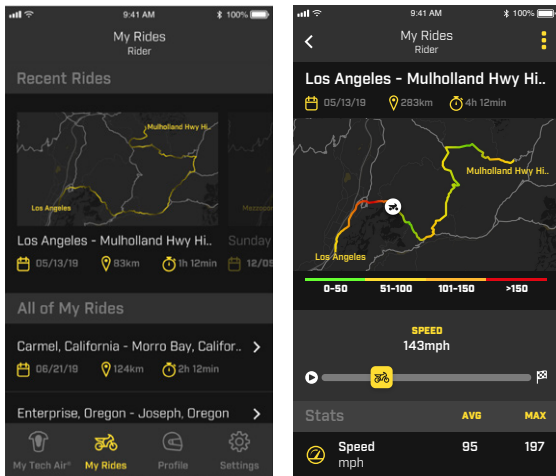 9:41 AM
100%
My Rides
Rider
Recent Rides
Mulholland Hwy Hi..
Los Angeles
Los Angeles - Mulholland Hwy Hi..
Sunday
05/13/19
83km
1h 12min
All of My Rides
Carmel, California - Morro Bay, Califor..
06/21/19
124km
2h 12min
Enterprise, Oregon - Joseph, Oregon
My Tech Air®
My Rides
Profile
Settings
9:41 AM
100%
My Rides
Rider
Los Angeles - Mulholland Hwy Hi..
05/13/19
283km
4h 12min
Mulholland Hwy Hi..
Los Angeles
0-50
51-100
101-150
>150
SPEED
143mph
Stats
AVG
MAX
Speed
95
197
mph